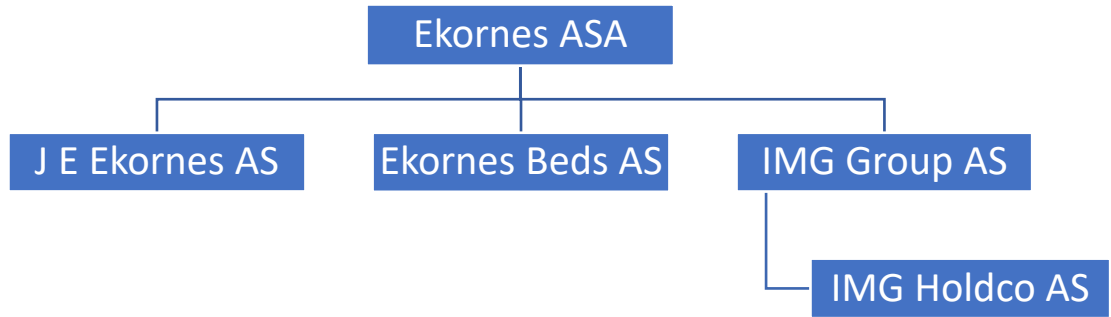 Ekornes ASA
J E Ekornes AS
Ekornes Beds AS
IMG Group AS
IMG Holdco AS